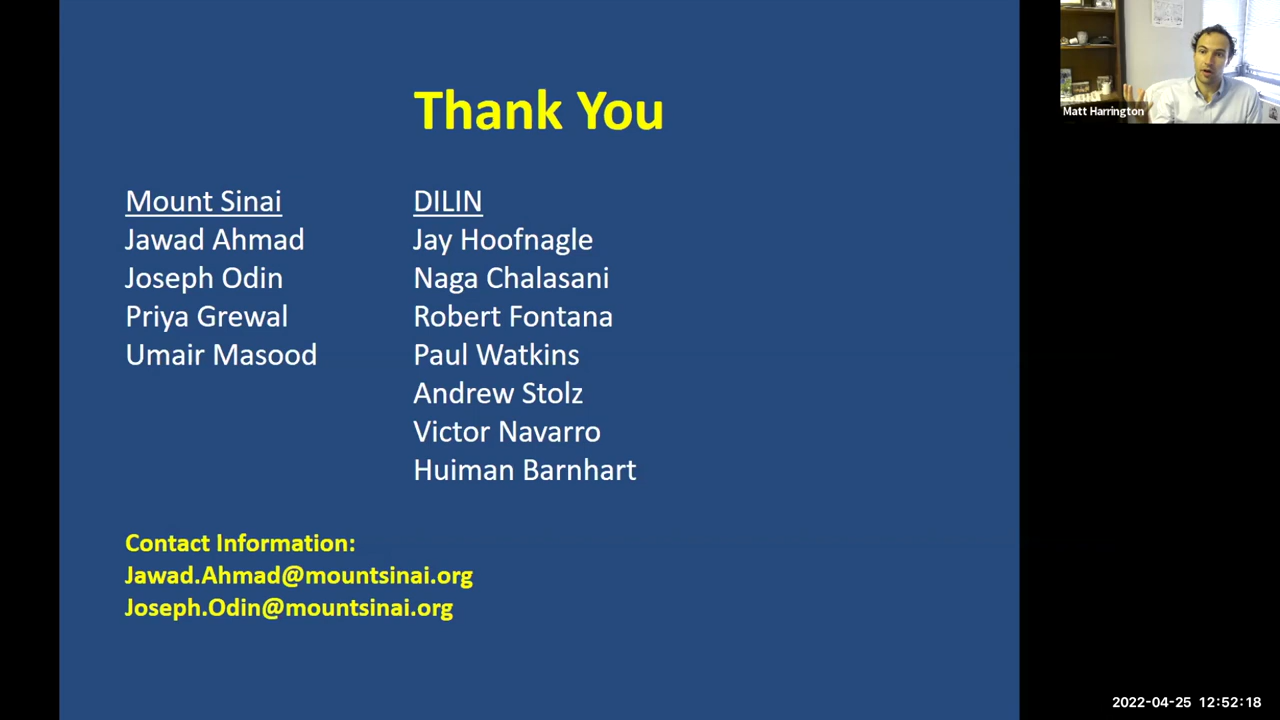 Thank You
Mount Sinai
Jawad Ahmad
Joseph Odin
Priya Grewal
Umair Masood
DILIN
Jay Hoofnagle
Naga Chalasani
Robert Fontana
Paul Watkins
Andrew Stolz
Victor Navarro
Huiman Barnhart
Contact Information:
Jawad.Ahmad@mountsinai.org
Joseph.Odin@mountsinai.org
Matt Harrington
2022-04-25 12:52:18